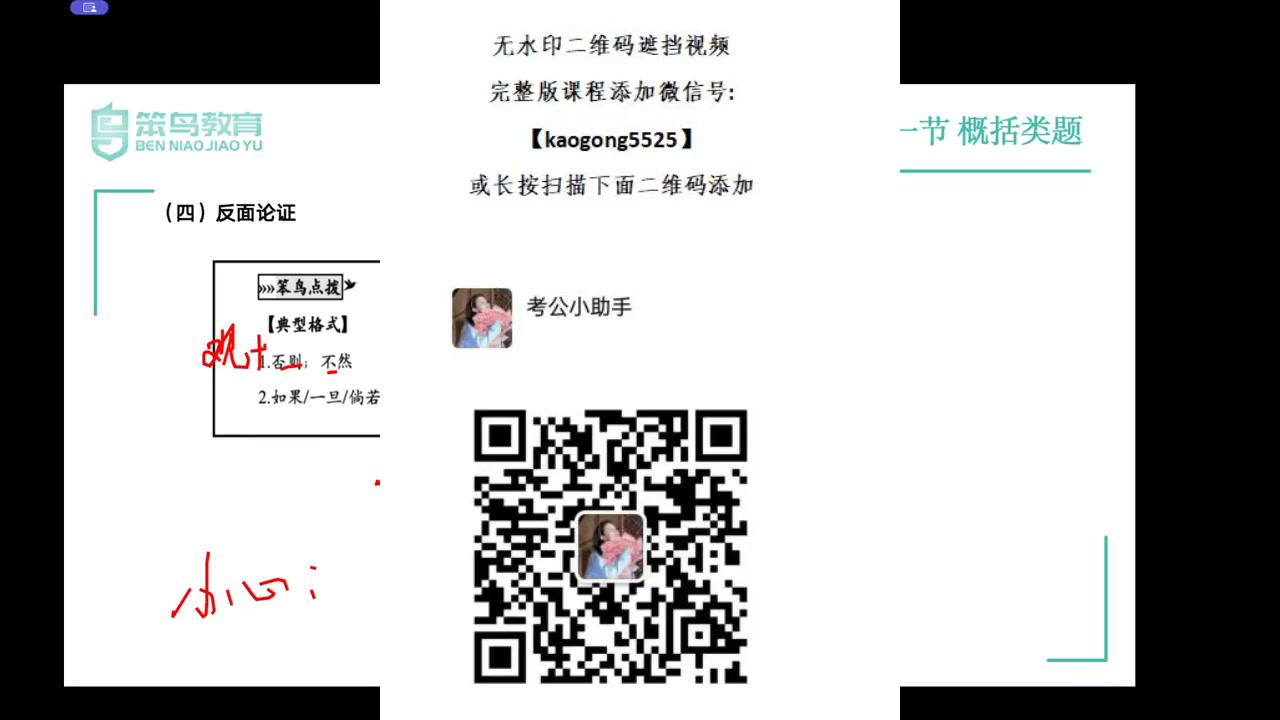 无水印二维码遮挡视频
完整版课程添加微信号:
【kaogong5525】
或长按扫描下面二维码添加
考公小助手
笨鸟教育
BEN NIAO JIAO YU
一节 概括类题
（四）反面论证
»»笨鸟点拨
【典型格式】
观+
1.否则；不然
2.如果/一旦/倘若
小心：